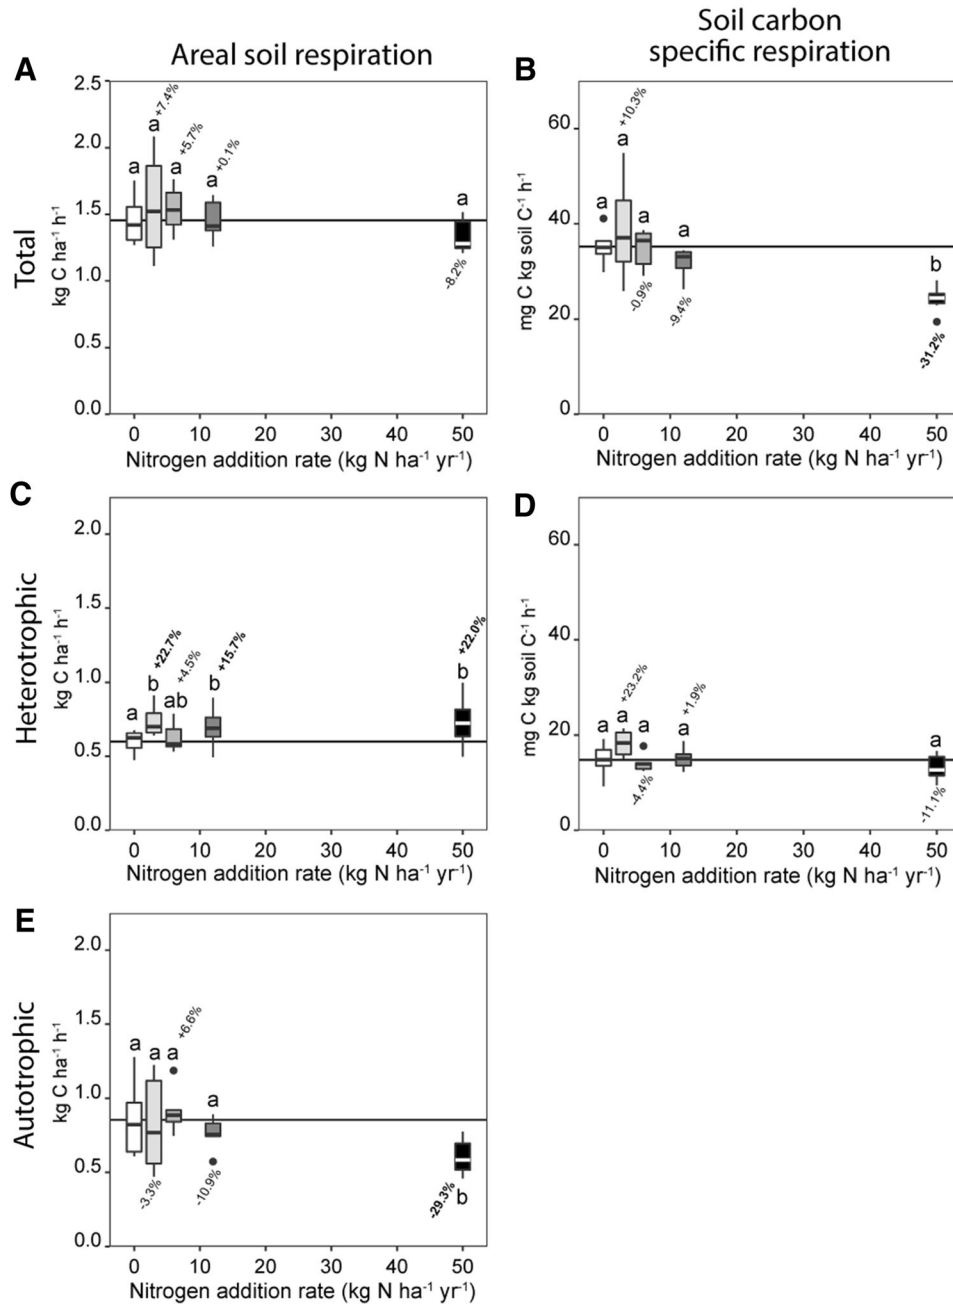 Areal soil respiration
Soil carbon
specific respiration
A
Total
kg C ha⁻¹ h⁻¹
2.5
2.0
1.5
1.0
0.5
0.0
a
a +7.4%
a +5.7%
a +0.1%
a
-8.2%
0 10 20 30 40 50
Nitrogen addition rate (kg N ha⁻¹ yr⁻¹)
B
mg C kg soil C⁻¹ h⁻¹
60
40
20
0
a
a +10.3%
a
-0.9%
a
-9.4%
b
-31.2%
0 10 20 30 40 50
Nitrogen addition rate (kg N ha⁻¹ yr⁻¹)
C
Heterotrophic
kg C ha⁻¹ h⁻¹
2.0
1.5
1.0
0.5
0.0
a
b +22.7%
ab +4.5%
b +15.7%
b +22.0%
0 10 20 30 40 50
Nitrogen addition rate (kg N ha⁻¹ yr⁻¹)
D
mg C kg soil C⁻¹ h⁻¹
60
40
20
0
a
a +23.2%
a
-4.4%
a +1.9%
a
-11.1%
0 10 20 30 40 50
Nitrogen addition rate (kg N ha⁻¹ yr⁻¹)
E
Autotrophic
kg C ha⁻¹ h⁻¹
2.0
1.5
1.0
0.5
0.0
a
a
-3.3%
a +6.6%
a
-10.9%
-29.3% b
0 10 20 30 40 50
Nitrogen addition rate (kg N ha⁻¹ yr⁻¹)